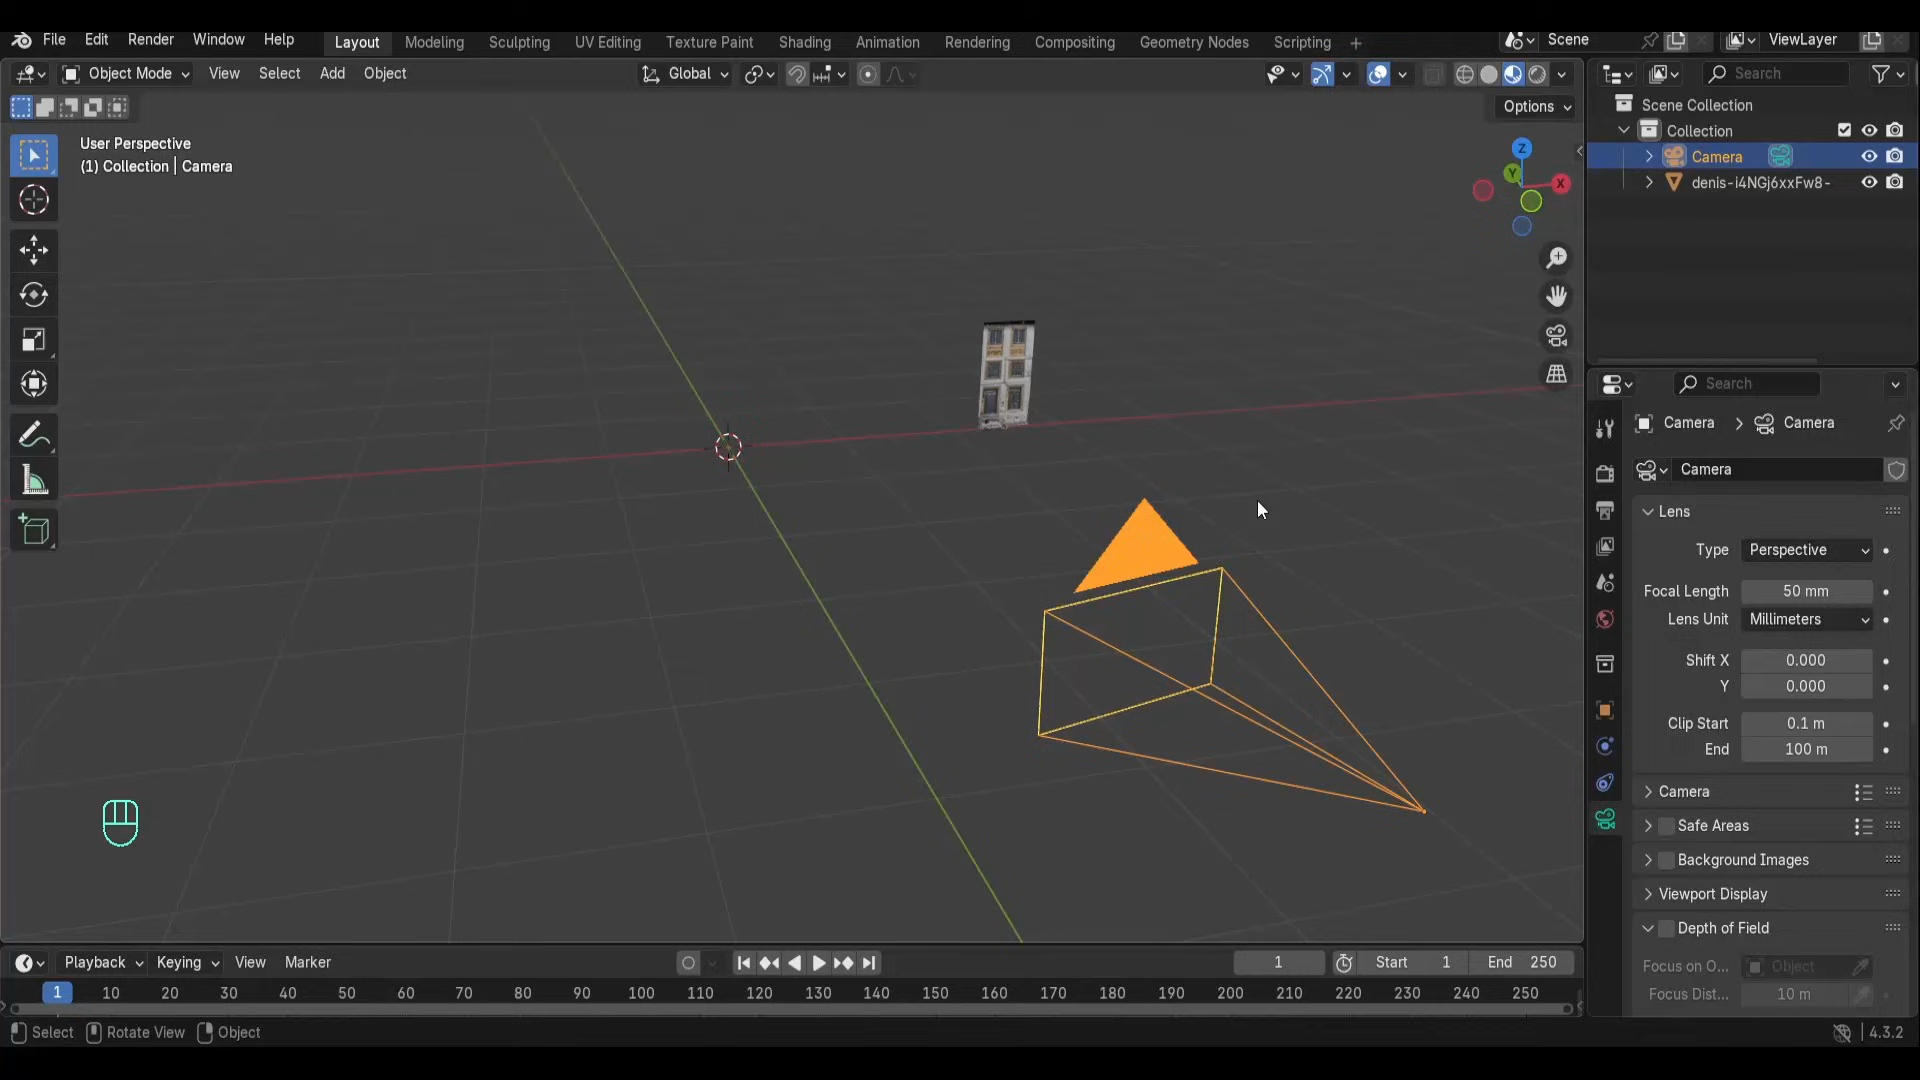 File Edit Render Window Help Layout Modeling Sculpting UV Editing Texture Paint Shading Animation Rendering Compositing Geometry Nodes Scripting + Scene ViewLayer
Object Mode View Select Add Object Global Search
Options
User Perspective
(1) Collection | Camera
Z
Y
X
Scene Collection
Collection
Camera
denis-i4NGj6xxFw8-
Search
Camera > Camera
Camera
Lens
Type Perspective
Focal Length 50 mm
Lens Unit Millimeters
Shift X 0.000
Y 0.000
Clip Start 0.1 m
End 100 m
Camera
Safe Areas
Background Images
Viewport Display
Depth of Field
Focus on O... Object
Focus Dist... 10 m
Playback Keying View Marker 1 Start 1 End 250
1 10 20 30 40 50 60 70 80 90 100 110 120 130 140 150 160 170 180 190 200 210 220 230 240 250
Select Rotate View Object 4.3.2